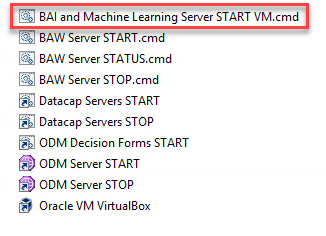 BAI and Machine Learning Server START VM.cmd
BAW Server START.cmd
BAW Server STATUS.cmd
BAW Server STOP.cmd
Datacap Servers START
Datacap Servers STOP
ODM Decision Forms START
ODM Server START
ODM Server STOP
Oracle VM VirtualBox